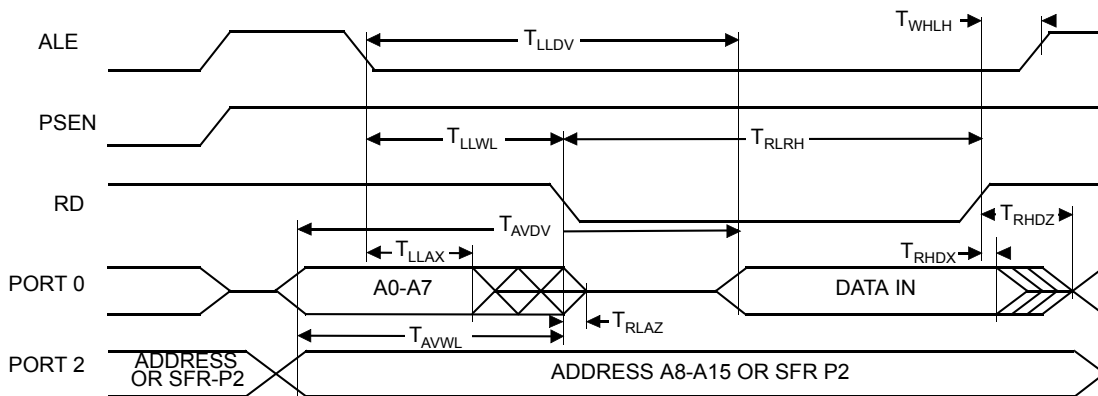 ALE
T_LLDV
T_WHLH
PSEN
T_LLWL
T_RLRH
RD
T_AVDV
T_RHDZ
T_LLAX
T_RHDX
PORT 0
A0-A7
DATA IN
T_RLAZ
T_AVWL
PORT 2
ADDRESS
OR SFR-P2
ADDRESS A8-A15 OR SFR P2